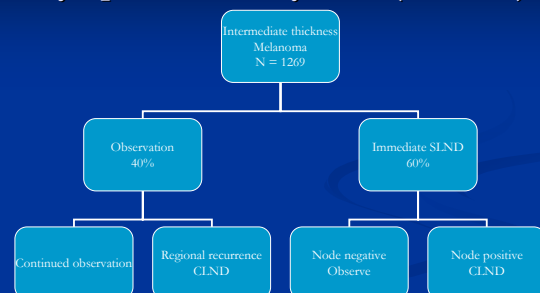 Intermediate thickness
Melanoma
N = 1269
Observation
40%
Immediate SLND
60%
Continued observation
Regional recurrence
CLND
Node negative
Observe
Node positive
CLND